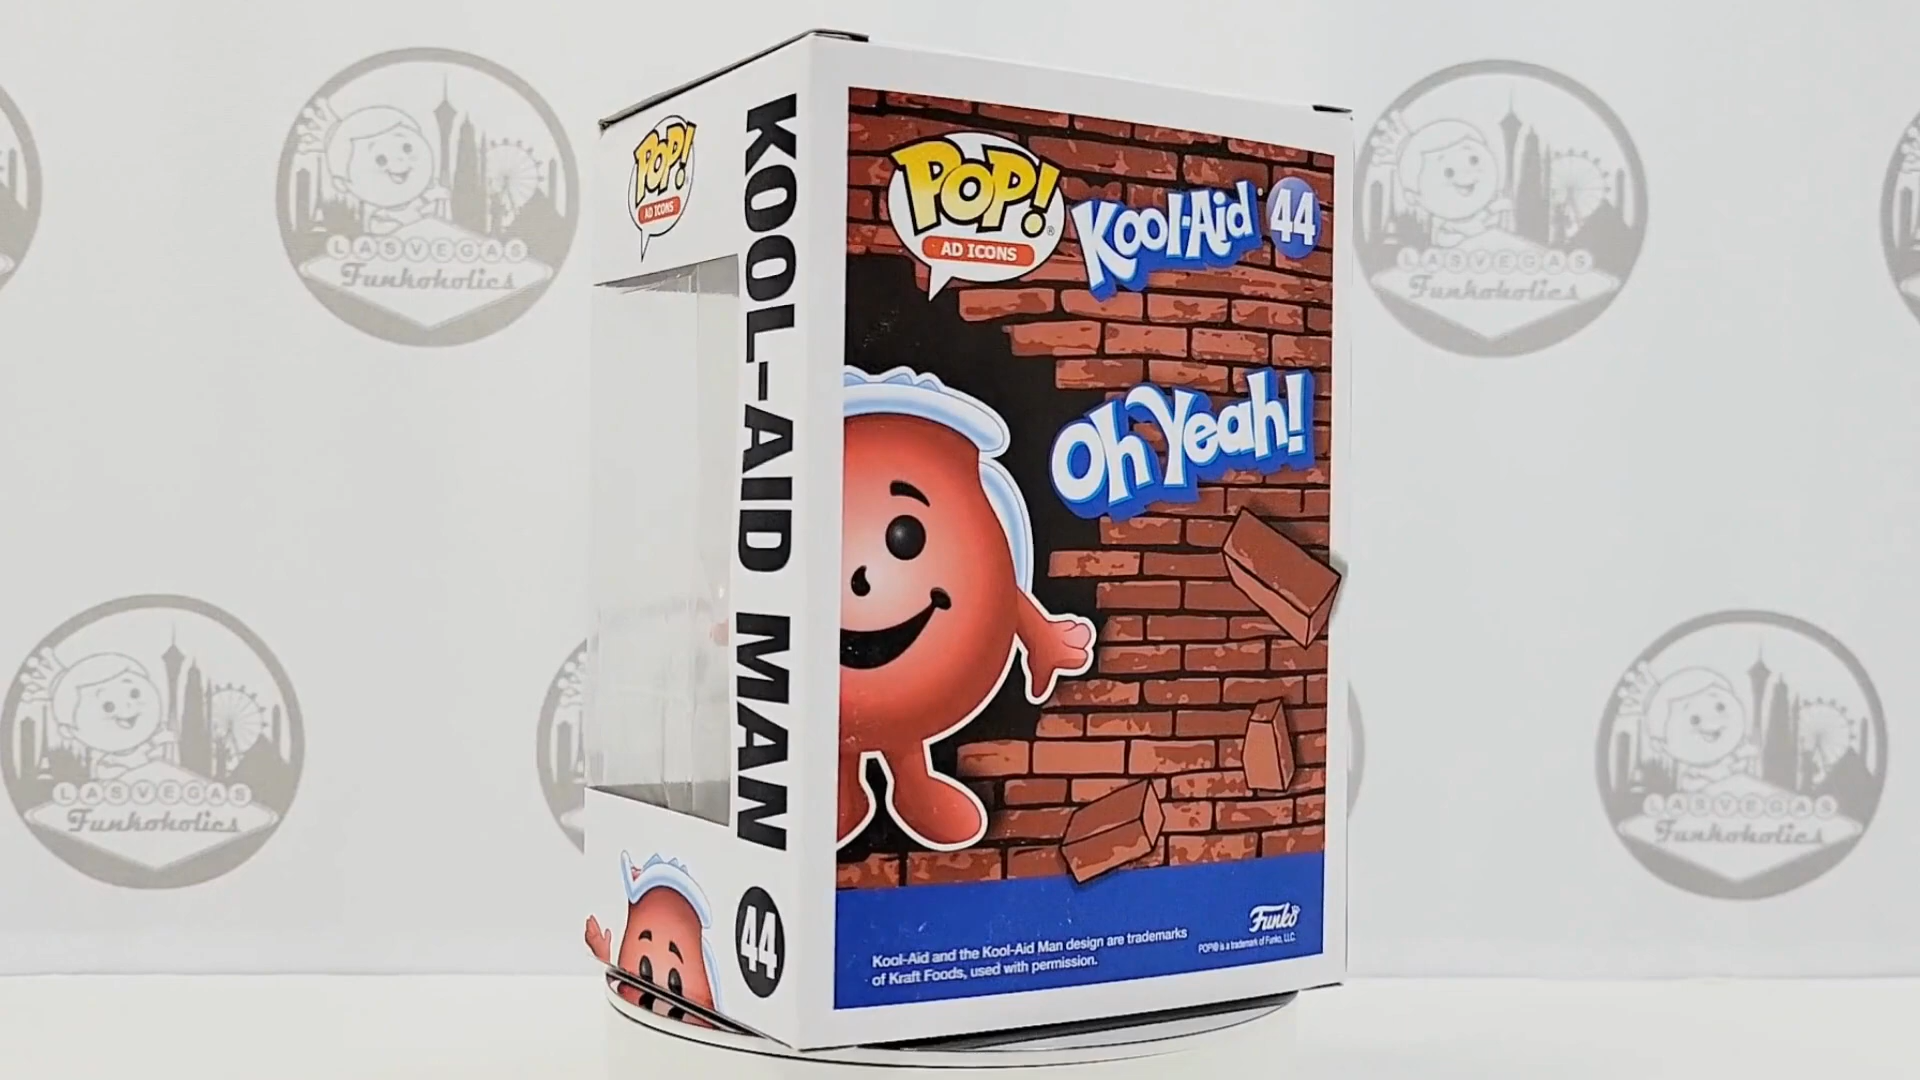 POP!
AD ICONS
KOOL-AID MAN
44
POP!
AD ICONS
Kool-Aid
44
Oh Yeah!
Kool-Aid and the Kool-Aid Man design are trademarks
of Kraft Foods, used with permission.
Funko
POP!® is a trademark of Funko, LLC.
LAS VEGAS
Funkoholics
LAS VEGAS
Funkoholics
LAS VEGAS
Funkoholics
LAS VEGAS
Funkoholics